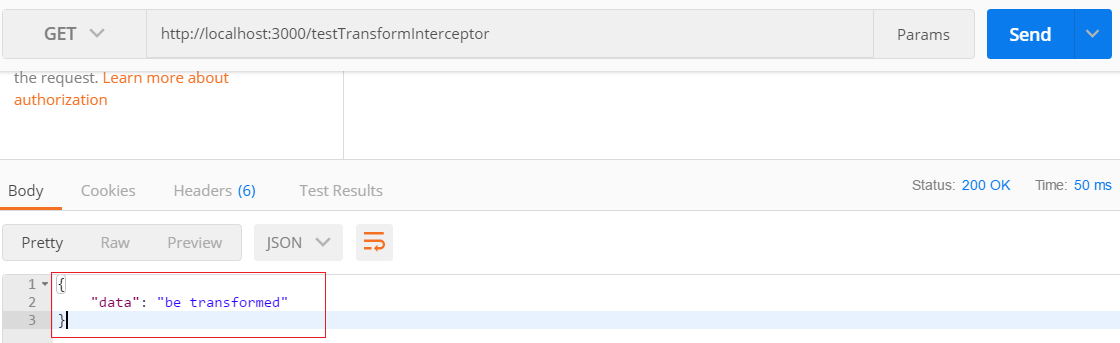 GET http://localhost:3000/testTransformInterceptor Params Send
the request. Learn more about
authorization
Body Cookies Headers (6) Test Results Status: 200 OK Time: 50 ms
Pretty Raw Preview JSON
1 {
2 "data": "be transformed"
3 }